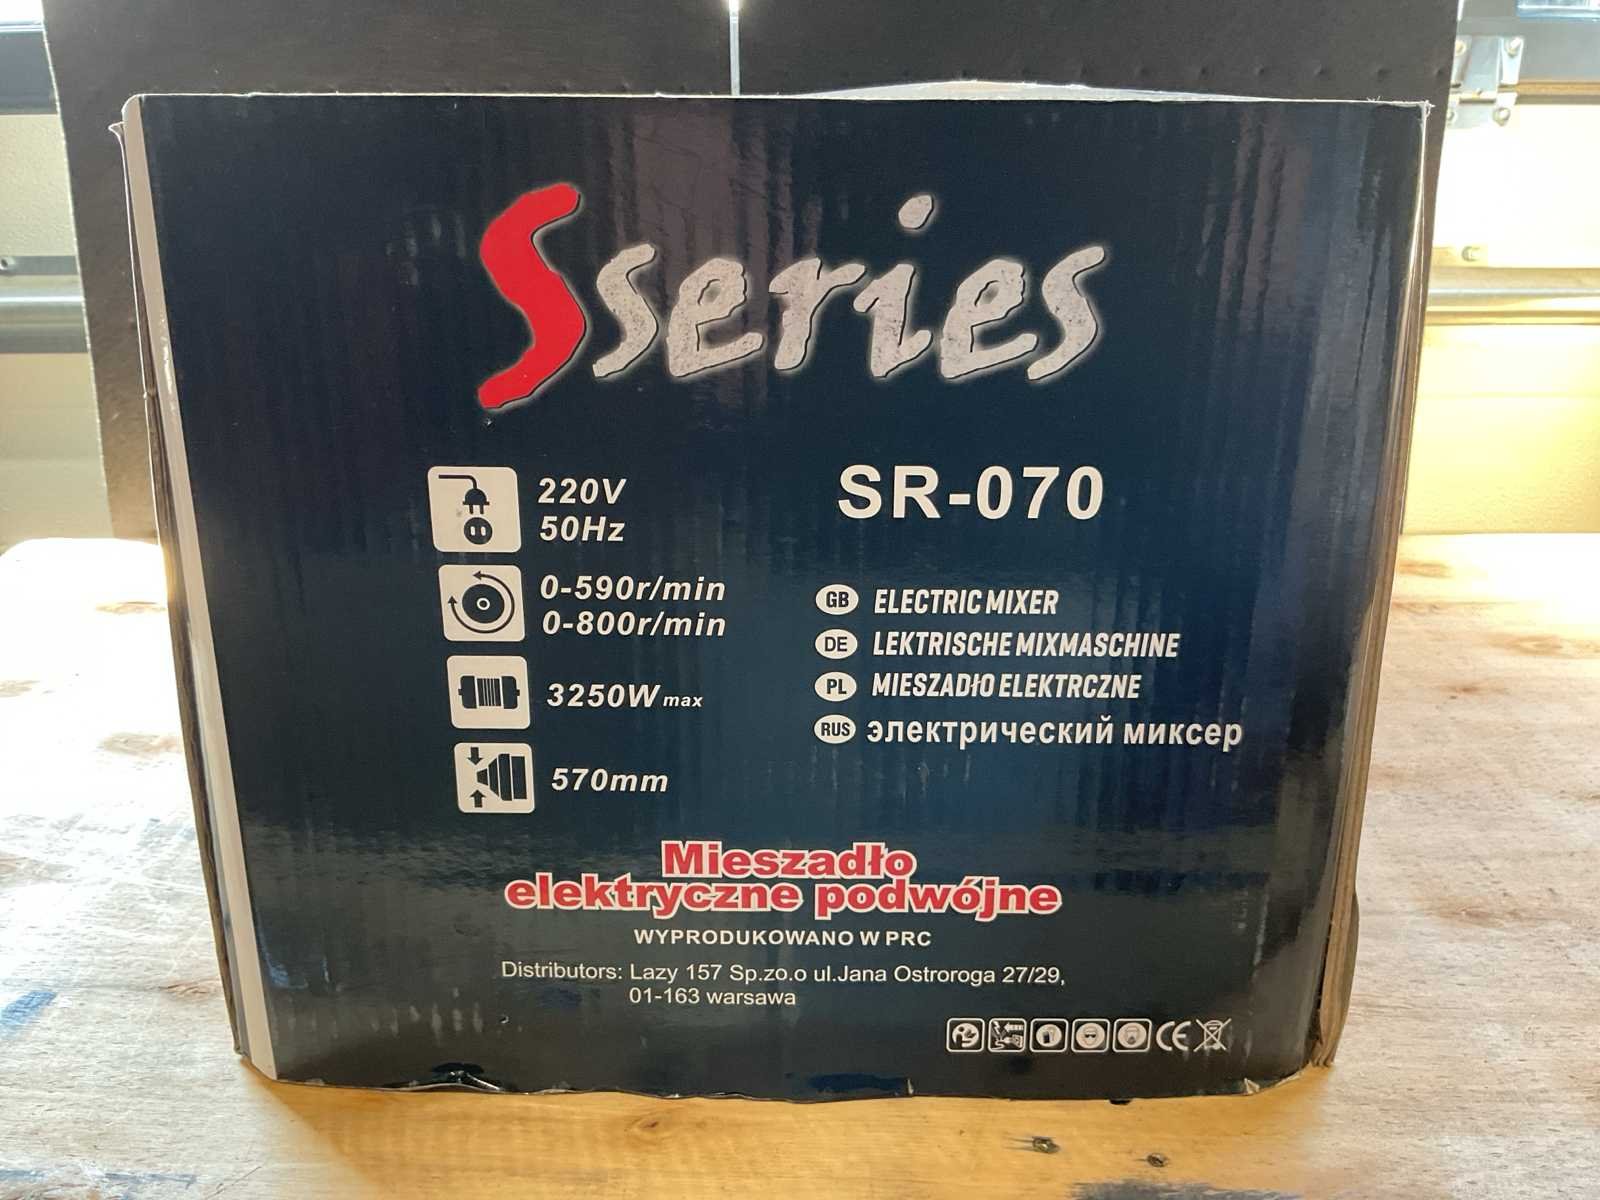 Sseries
220V
50Hz
0-590r/min
0-800r/min
3250W max
570mm
SR-070
GB ELECTRIC MIXER
DE LEKTRISCHE MIXMASCHINE
PL MIESZADłO ELEKTRCZNE
RUS электрический миксер
Mieszadło
elektryczne podwójne
WYPRODUKOWANO W PRC
Distributors: Lazy 157 Sp.zo.o ul.Jana Ostroroga 27/29,
01-163 warsawa
CE